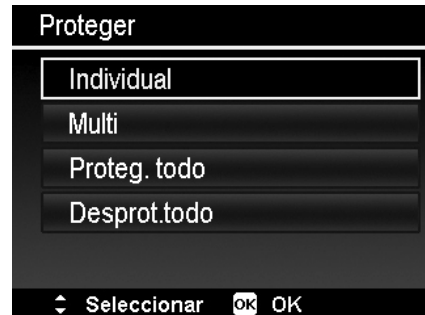 Proteger
Individual
Multi
Proteg. todo
Desprot.todo
Seleccionar OK OK